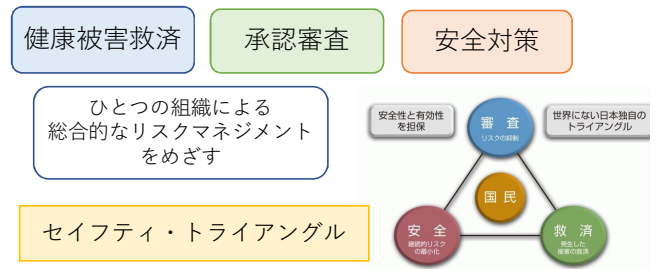 健康被害救済
承認審査
安全対策
ひとつの組織による
総合的なリスクマネジメント
をめざす
セイフティ・トライアングル
安全性と有効性
を担保
世界にない日本独自の
トライアングル
審 査
リスクの抑制
国 民
安 全
継続的リスク
の最小化
救 済
発生した
被害の救済